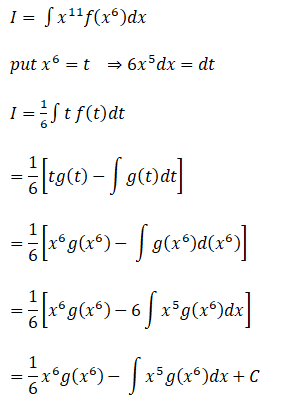 I = ∫ x¹¹f(x⁶)dx
put x⁶ = t ⇒ 6x⁵dx = dt
I = 1/6 ∫ t f(t)dt
= 1/6 [tg(t) − ∫ g(t)dt]
= 1/6 [x⁶g(x⁶) − ∫ g(x⁶)d(x⁶)]
= 1/6 [x⁶g(x⁶) − 6 ∫ x⁵g(x⁶)dx]
= 1/6 x⁶g(x⁶) − ∫ x⁵g(x⁶)dx + C